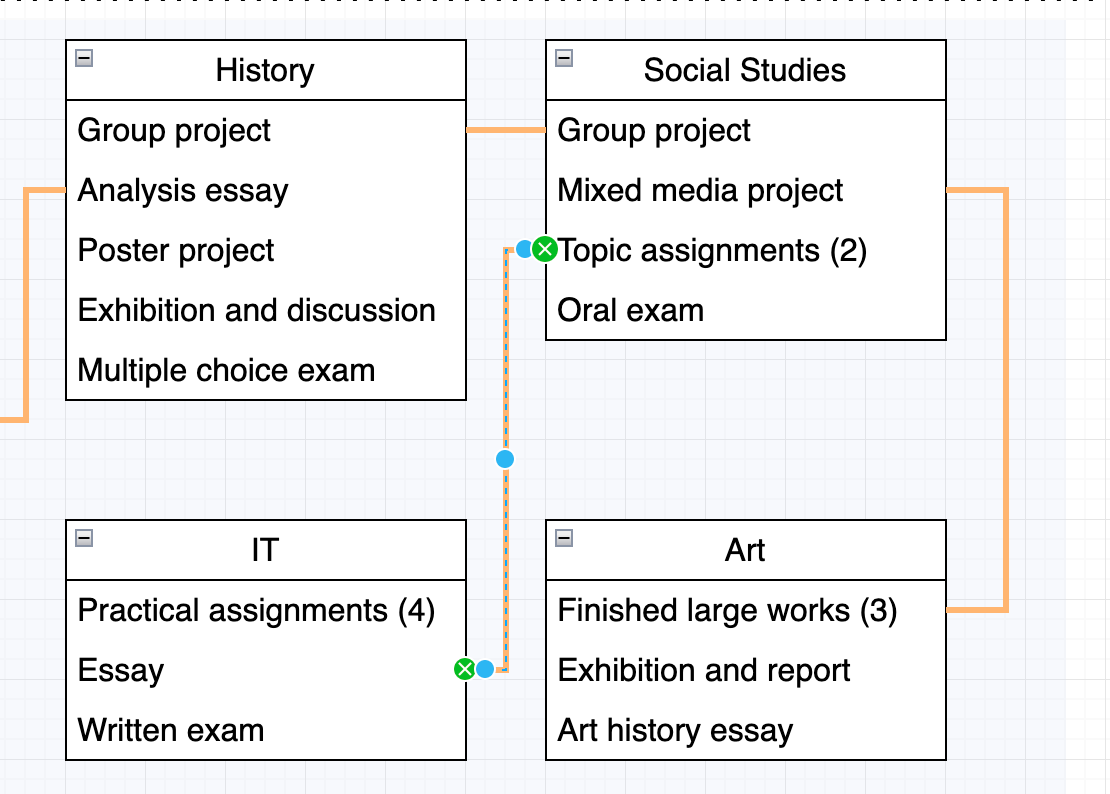 History
Group project
Analysis essay
Poster project
Exhibition and discussion
Multiple choice exam
Social Studies
Group project
Mixed media project
Topic assignments (2)
Oral exam
IT
Practical assignments (4)
Essay
Written exam
Art
Finished large works (3)
Exhibition and report
Art history essay